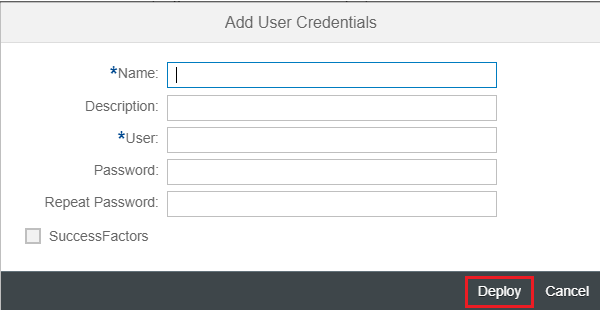 Add User Credentials
*Name:
Description:
*User:
Password:
Repeat Password:
SuccessFactors
Deploy Cancel